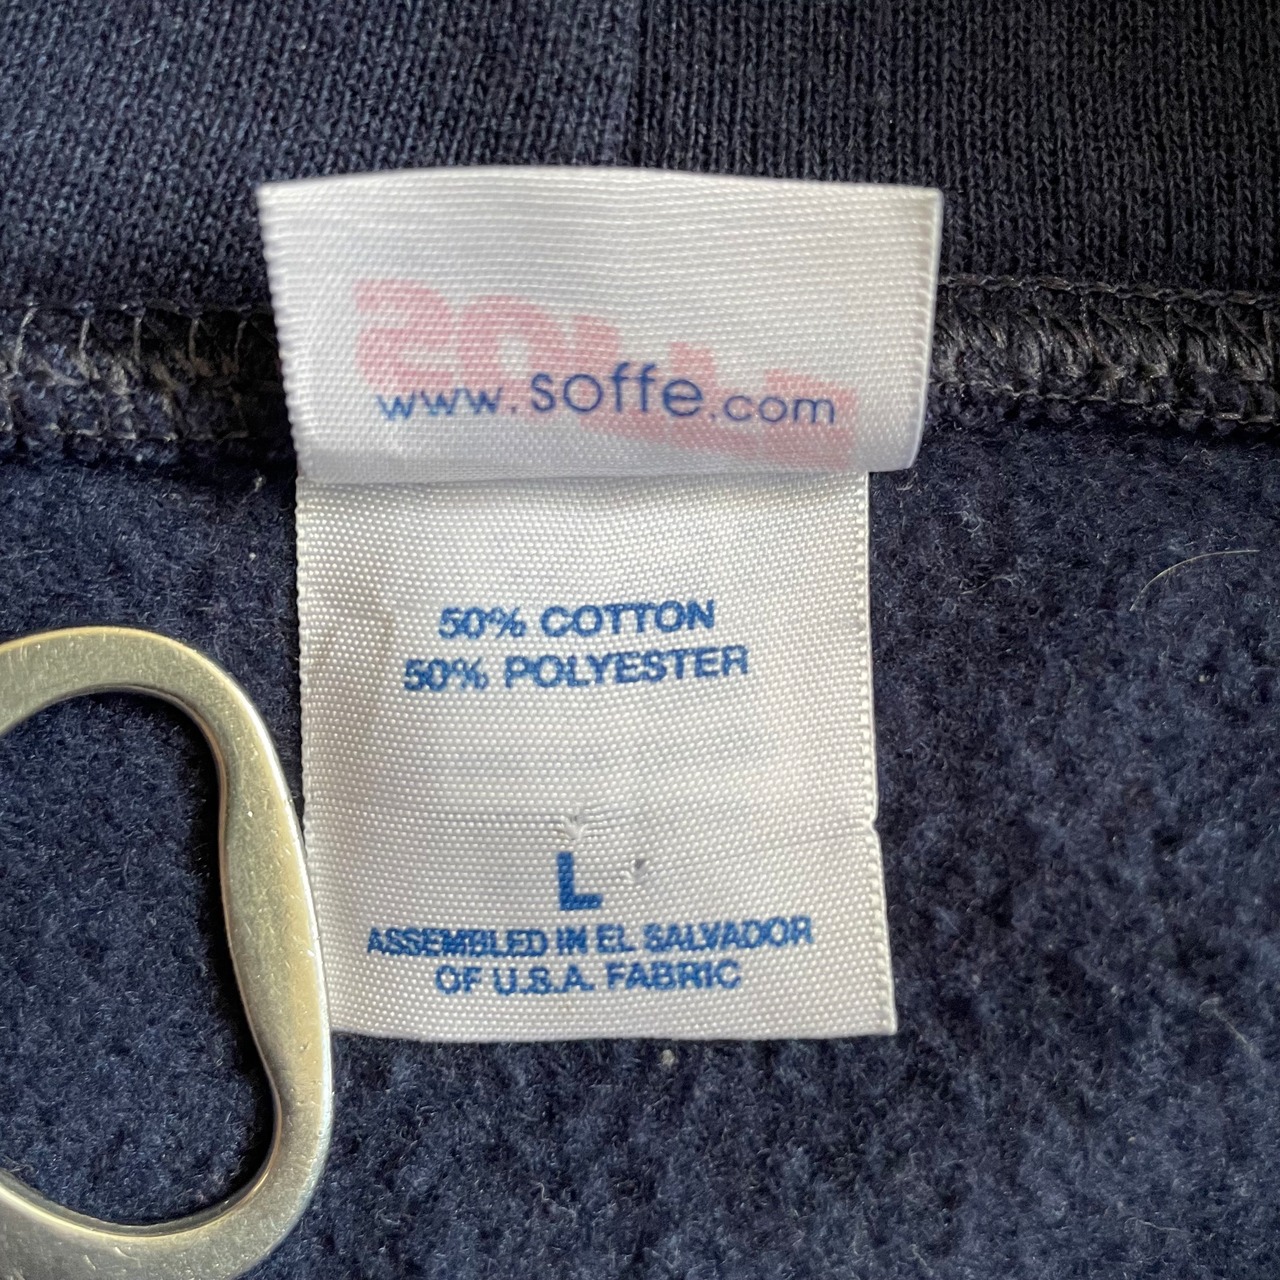 www.soffe.com
50% COTTON
50% POLYESTER
L
ASSEMBLED IN EL SALVADOR
OF U.S.A. FABRIC